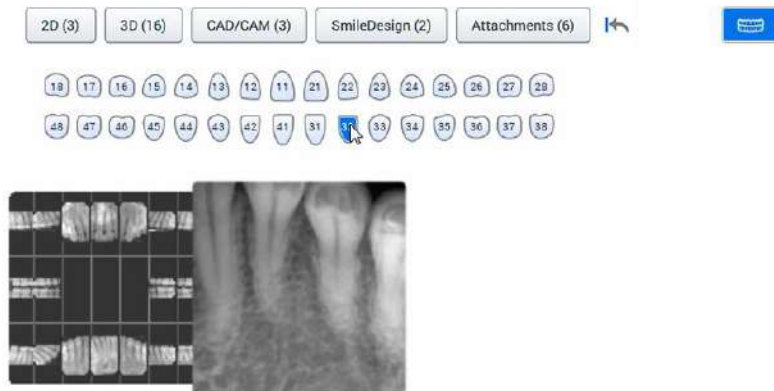 2D (3) 3D (16) CAD/CAM (3) SmileDesign (2) Attachments (6)
18 17 16 15 14 13 12 11 21 22 23 24 25 26 27 28
48 47 46 45 44 43 42 41 31 32 33 34 35 36 37 38